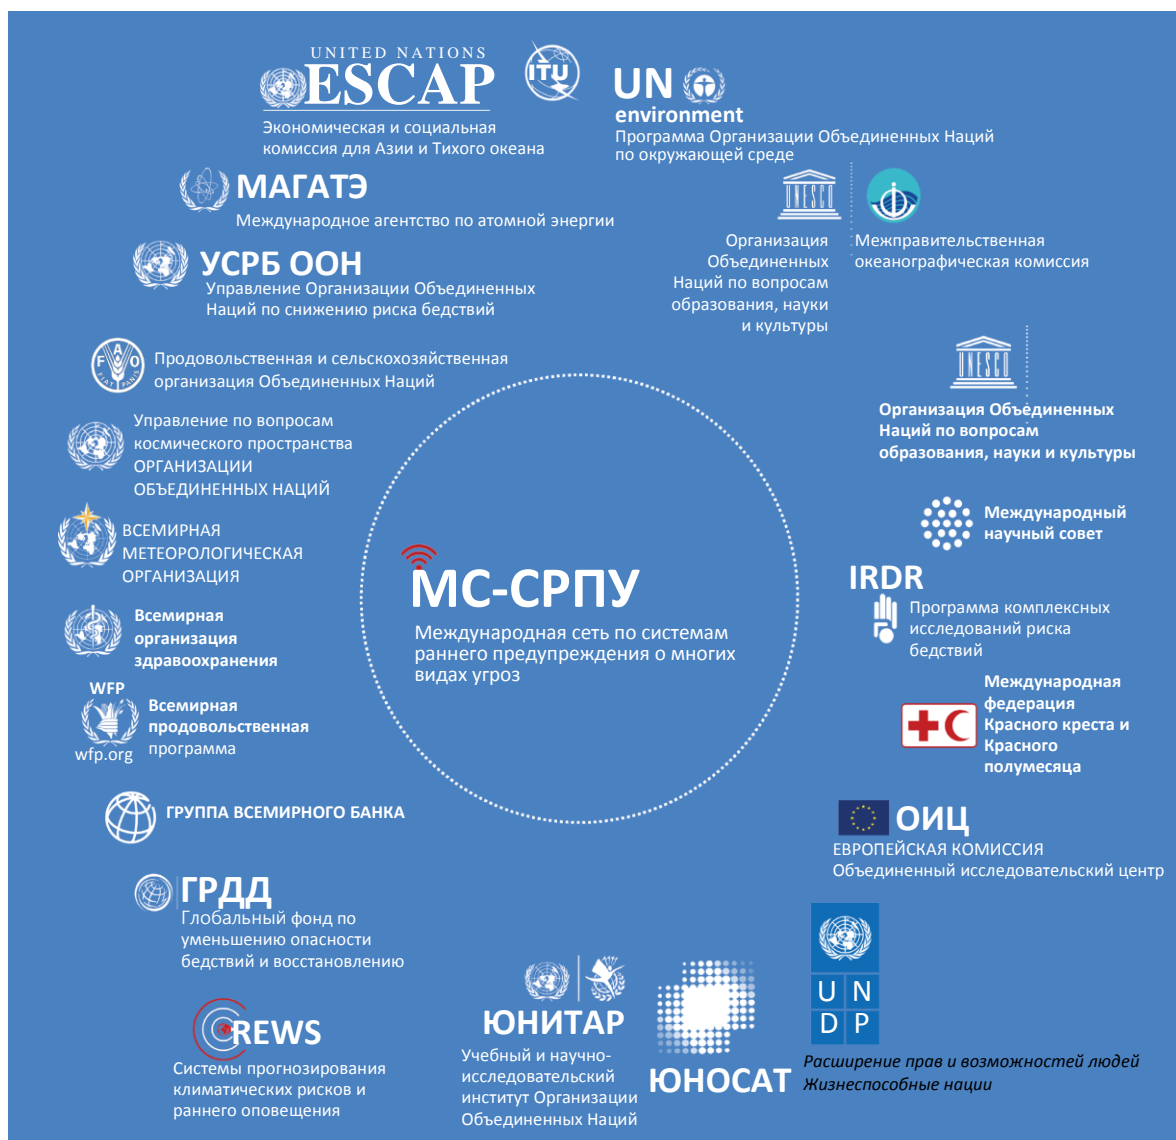 UNITED NATIONS
ESCAP
Экономическая и социальная
комиссия для Азии и Тихого океана
ITU
UN
environment
Программа Организации Объединенных Наций
по окружающей среде
МАГАТЭ
Международное агентство по атомной энергии
UNESCO
Организация
Объединенных
Наций по вопросам
образования, науки
и культуры
Межправительственная
океанографическая комиссия
УСРБ ООН
Управление Организации Объединенных
Наций по снижению риска бедствий
FAO
FIAT PANIS
Продовольственная и сельскохозяйственная
организация Объединенных Наций
UNESCO
Организация Объединенных
Наций по вопросам
образования, науки и культуры
Управление по вопросам
космического пространства
ОРГАНИЗАЦИИ
ОБЪЕДИНЕННЫХ НАЦИЙ
Международный
научный совет
ВСЕМИРНАЯ
МЕТЕОРОЛОГИЧЕСКАЯ
ОРГАНИЗАЦИЯ
МС-СРПУ
Международная сеть по системам
раннего предупреждения о многих
видах угроз
IRDR
Программа комплексных
исследований риска
бедствий
Всемирная
организация
здравоохранения
WFP
wfp.org
Всемирная
продовольственная
программа
Международная
федерация
Красного креста и
Красного
полумесяца
ГРУППА ВСЕМИРНОГО БАНКА
ОИЦ
ЕВРОПЕЙСКАЯ КОМИССИЯ
Объединенный исследовательский центр
ГРДД
Глобальный фонд по
уменьшению опасности
бедствий и восстановлению
CREWS
Системы прогнозирования
климатических рисков и
раннего оповещения
ЮНИТАР
Учебный и научно-
исследовательский
институт Организации
Объединенных Наций
ЮНОСАТ
U N
D P
Расширение прав и возможностей людей
Жизнеспособные нации